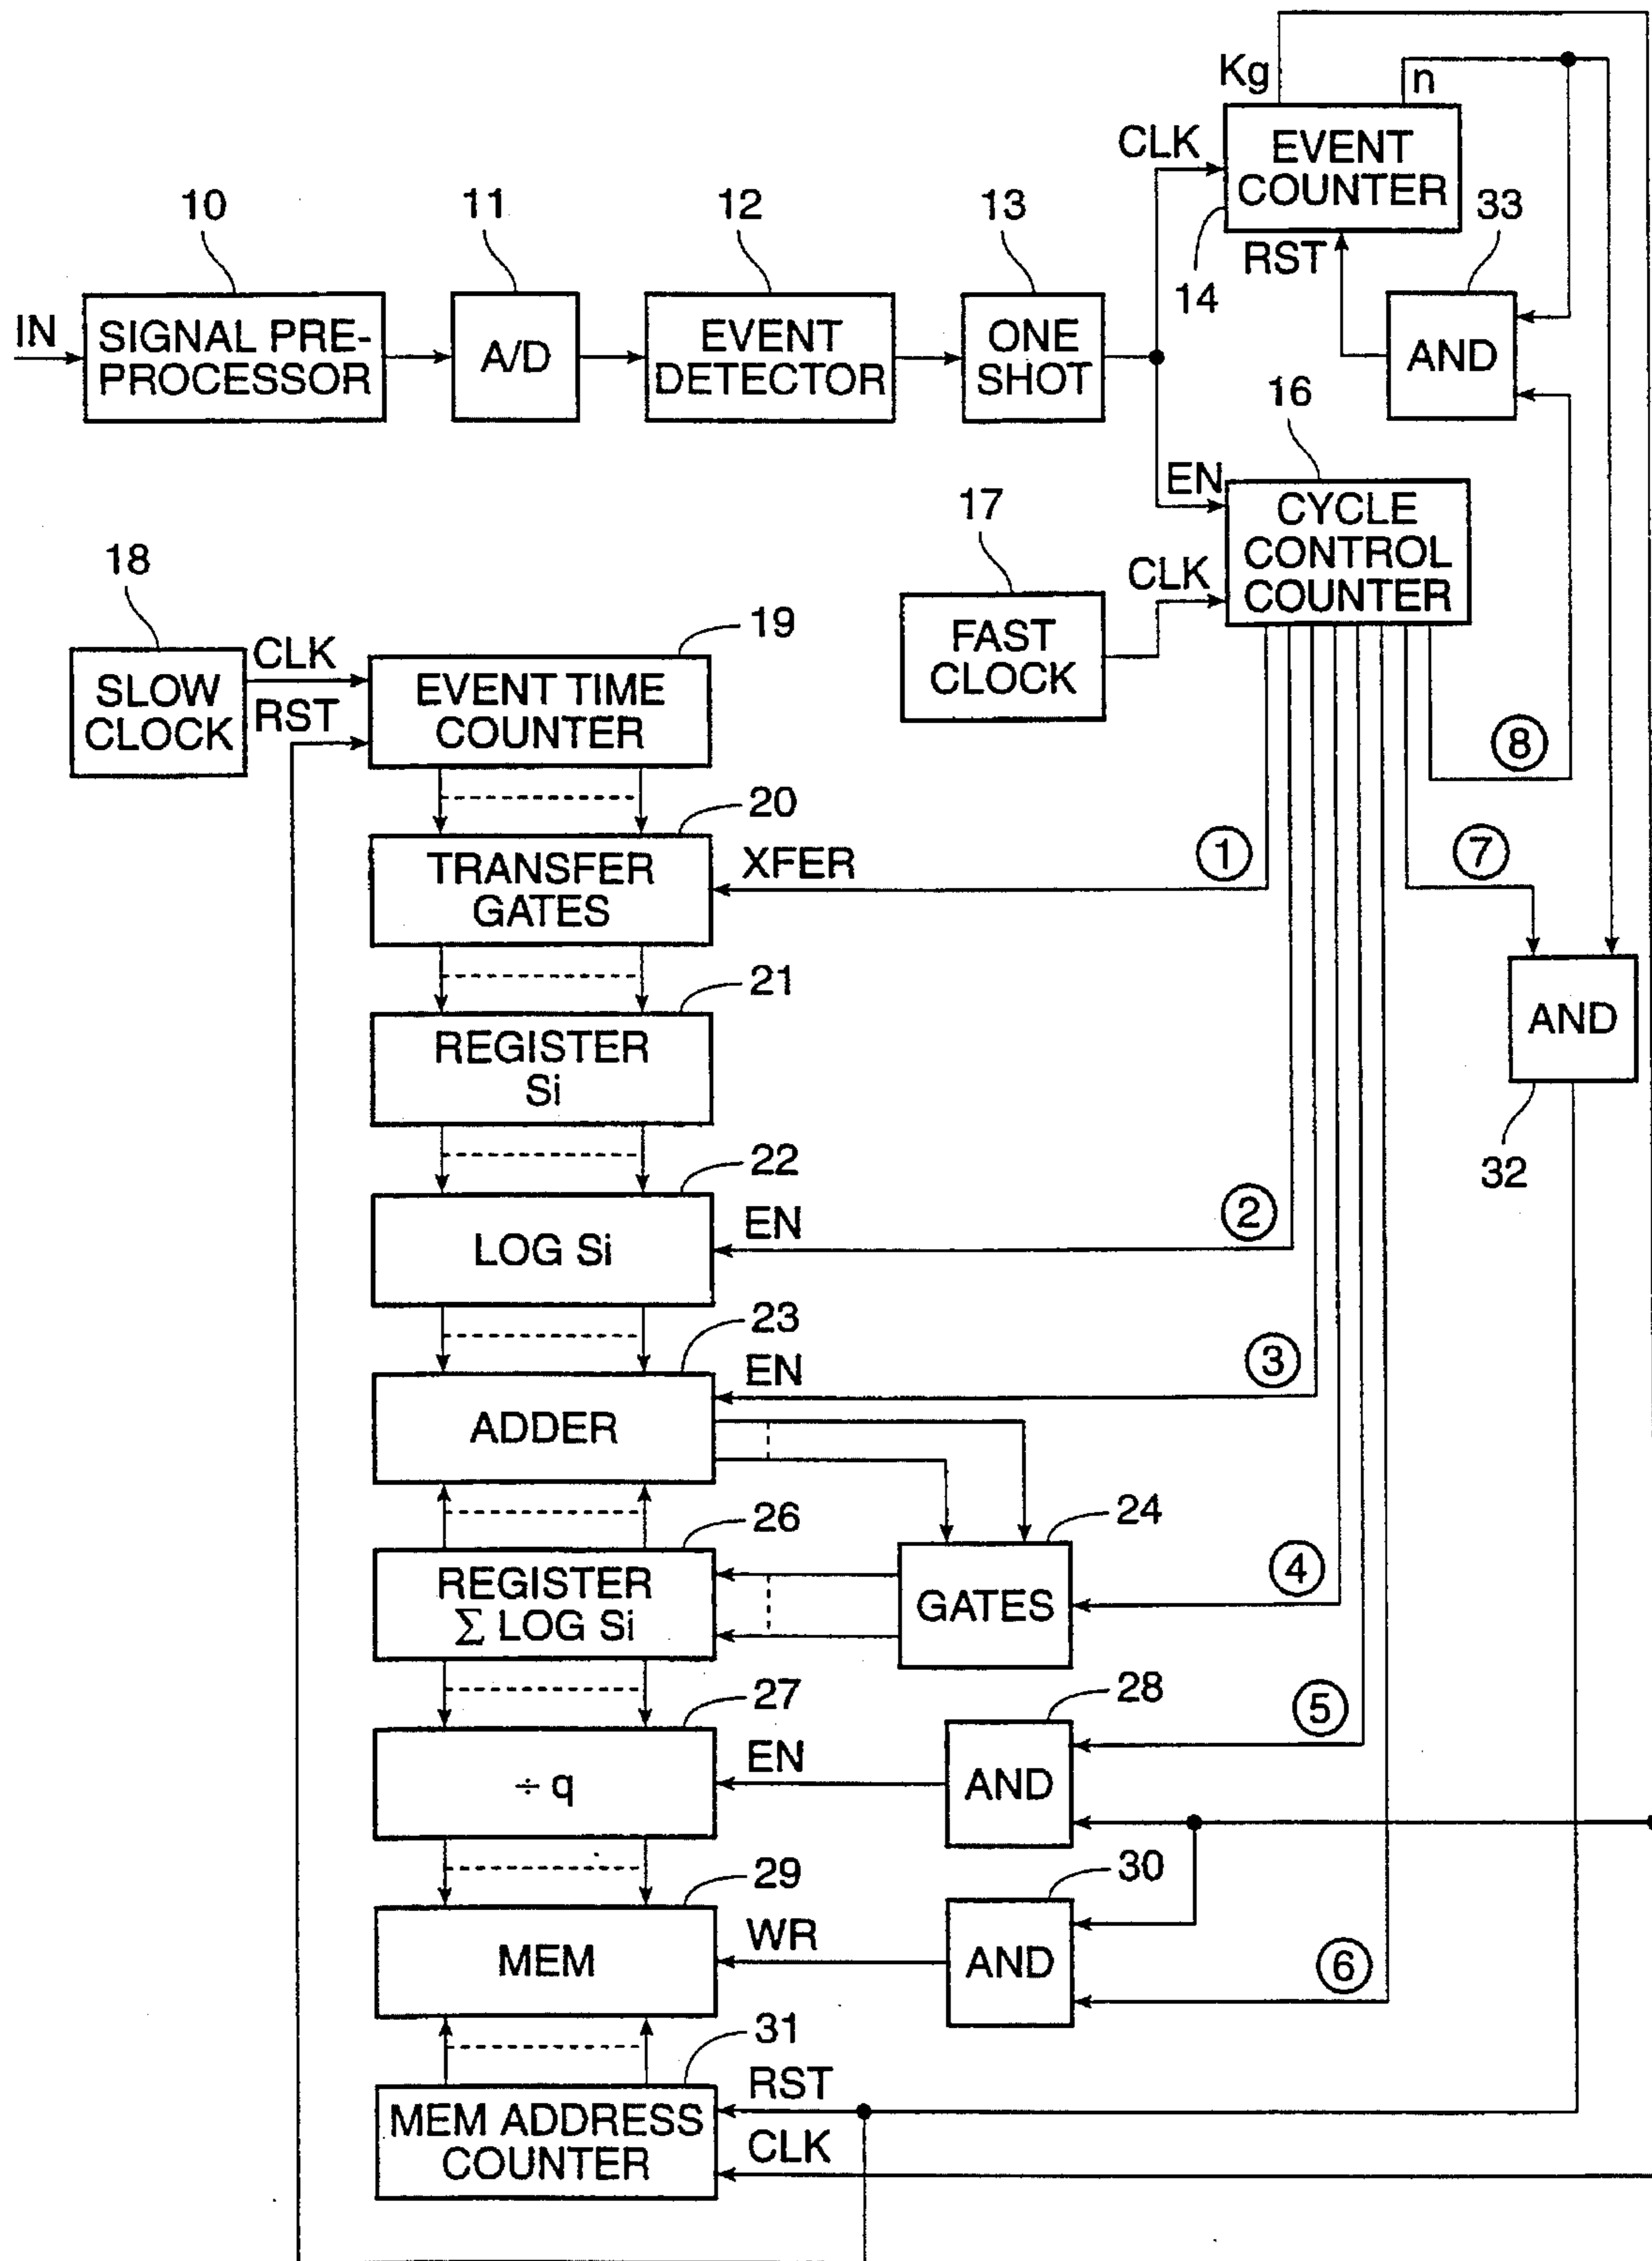 Kg
n
CLK
EVENT
COUNTER
10
11
12
13
33
RST
14
IN
SIGNAL PRE-
PROCESSOR
A/D
EVENT
DETECTOR
ONE
SHOT
AND
16
EN
17
CYCLE
CONTROL
COUNTER
CLK
FAST
CLOCK
18
19
SLOW
CLOCK
CLK
RST
EVENT TIME
COUNTER
8
20
TRANSFER
GATES
XFER
1
7
21
REGISTER
Si
AND
32
22
LOG Si
EN
2
23
ADDER
EN
3
26
24
REGISTER
Σ LOG Si
GATES
4
27
28
÷ q
EN
AND
5
29
30
MEM
WR
AND
6
31
MEM ADDRESS
COUNTER
RST
CLK